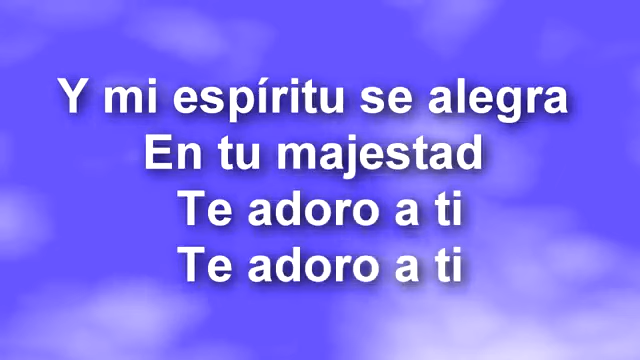 Y mi espíritu se alegra
En tu majestad
Te adoro a ti
Te adoro a ti